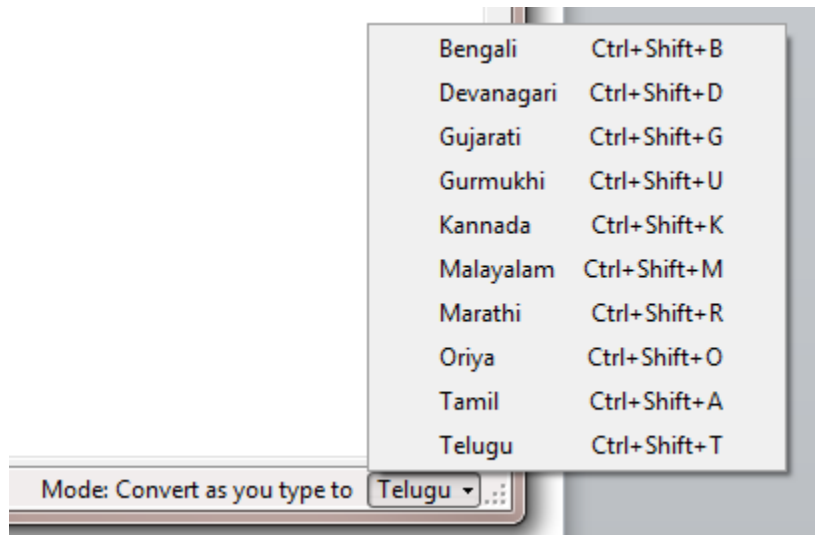 Bengali Ctrl+Shift+B
Devanagari Ctrl+Shift+D
Gujarati Ctrl+Shift+G
Gurmukhi Ctrl+Shift+U
Kannada Ctrl+Shift+K
Malayalam Ctrl+Shift+M
Marathi Ctrl+Shift+R
Oriya Ctrl+Shift+O
Tamil Ctrl+Shift+A
Telugu Ctrl+Shift+T
Mode: Convert as you type to Telugu